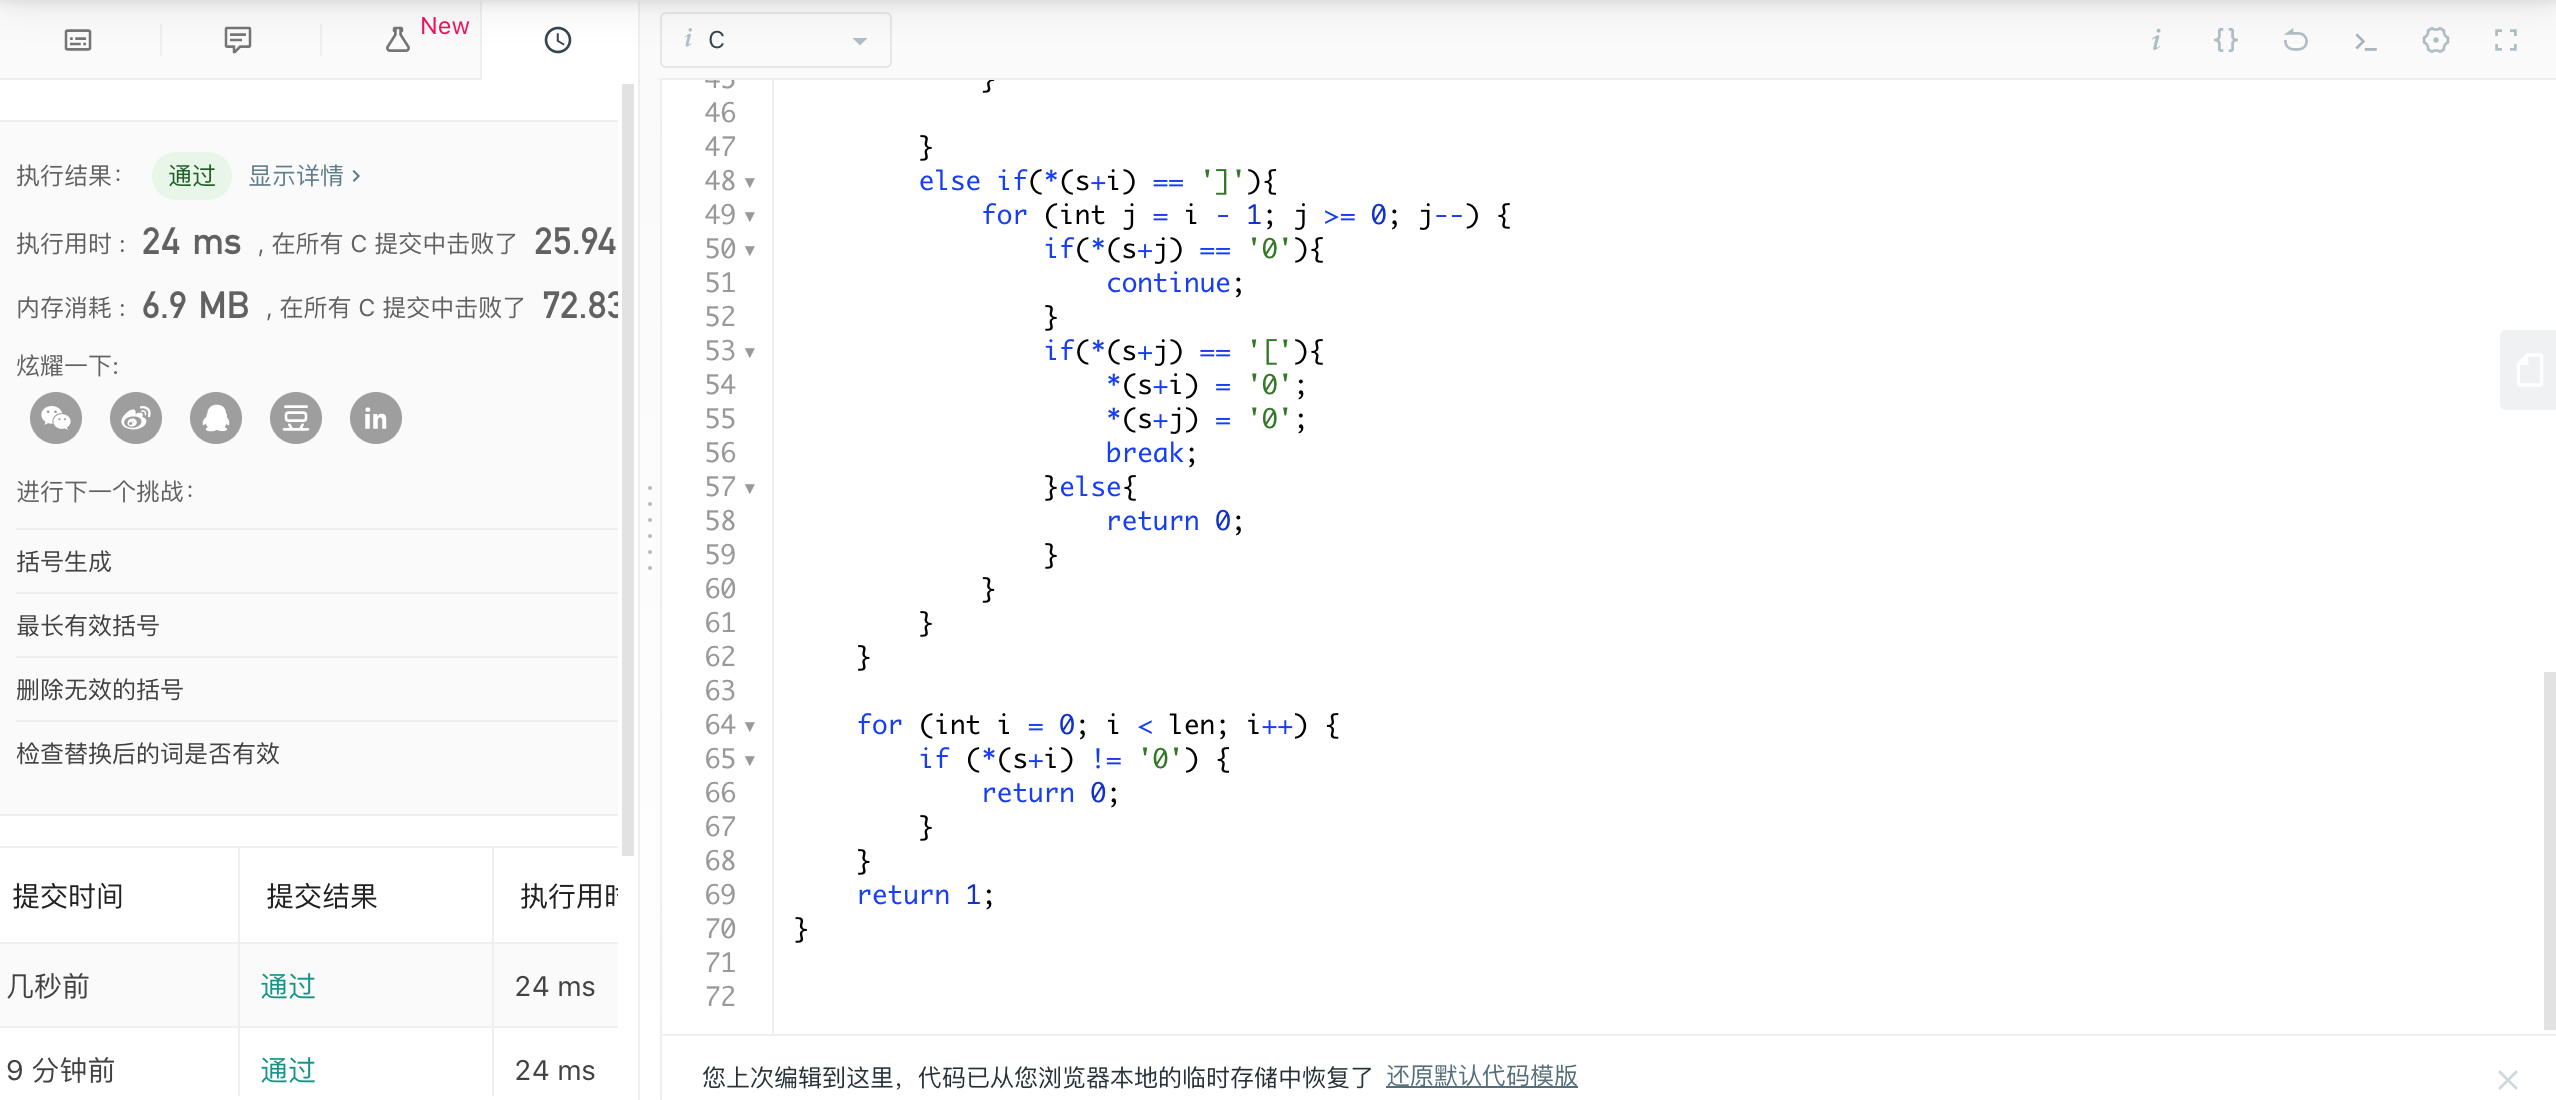 New
执行结果： 通过 显示详情 ›
执行用时： 24 ms ，在所有 C 提交中击败了 25.94
内存消耗： 6.9 MB ，在所有 C 提交中击败了 72.83
炫耀一下:
in
进行下一个挑战：
括号生成
最长有效括号
删除无效的括号
检查替换后的词是否有效
提交时间 提交结果 执行用时
几秒前 通过 24 ms
9 分钟前 通过 24 ms
i C
i {}
45 }
46
47 }
48 else if(*(s+i) == ']'){
49 for (int j = i - 1; j >= 0; j--) {
50 if(*(s+j) == '0'){
51 continue;
52 }
53 if(*(s+j) == '['){
54 *(s+i) = '0';
55 *(s+j) = '0';
56 break;
57 }else{
58 return 0;
59 }
60 }
61 }
62 }
63
64 for (int i = 0; i < len; i++) {
65 if (*(s+i) != '0') {
66 return 0;
67 }
68 }
69 return 1;
70 }
71
72
您上次编辑到这里，代码已从您浏览器本地的临时存储中恢复了 还原默认代码模版